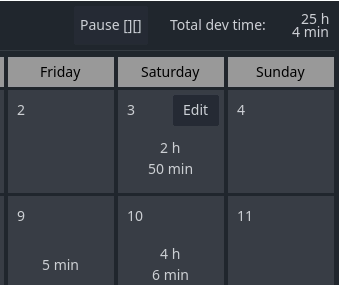 Pause [][]
Total dev time:
25 h
4 min
Friday
Saturday
Sunday
2
3
Edit
4
2 h
50 min
9
10
11
5 min
4 h
6 min